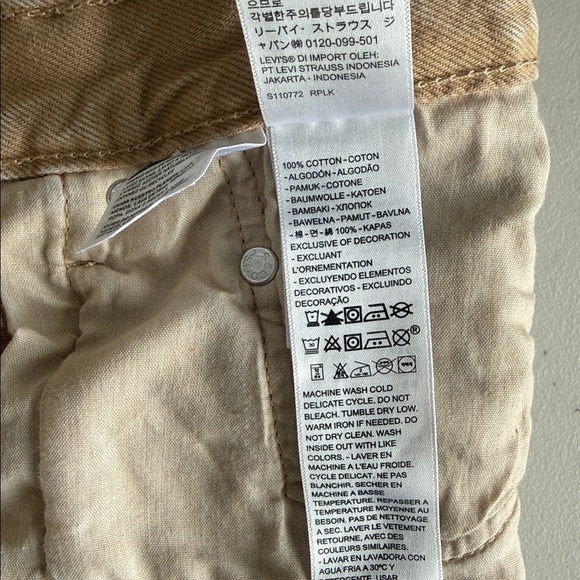 으므로
각별한주의를당부드립니다
リーバイ・ストラウス ジ
ャパン㈱ 0120-099-501
LEVI'S® DI IMPORT OLEH:
PT LEVI STRAUSS INDONESIA
JAKARTA - INDONESIA
S110772 RPLK
100% COTTON - COTON
- ALGODÓN - ALGODÃO
- PAMUK - COTONE
- BAUMWOLLE - KATOEN
- BAMBAKI - ХЛОПОК
- BAWEŁNA - PAMUT - BAVLNA
- 棉 - 면 - 綿 100% - KAPAS
EXCLUSIVE OF DECORATION
- EXCLUANT
L'ORNEMENTATION
- EXCLUYENDO ELEMENTOS
DECORATIVOS - EXCLUINDO
DECORAÇÃO
30
®
MACHINE WASH COLD
DELICATE CYCLE. DO NOT
BLEACH. TUMBLE DRY LOW.
WARM IRON IF NEEDED. DO
NOT DRY CLEAN. WASH
INSIDE OUT WITH LIKE
COLORS. - LAVER EN
MACHINE A L'EAU FROIDE.
CYCLE DELICAT. NE PAS
BLANCHIR. SECHER EN
MACHINE A BASSE
TEMPERATURE. REPASSER A
TEMPERATURE MOYENNE AU
BESOIN. PAS DE NETTOYAGE
A SEC. LAVER LE VETEMENT
RETOURNE, AVEC DES
COULEURS SIMILAIRES.
- LAVAR EN LAVADORA CON
AGUA FRIA A 30ºC Y
DETERGENTE. USAR